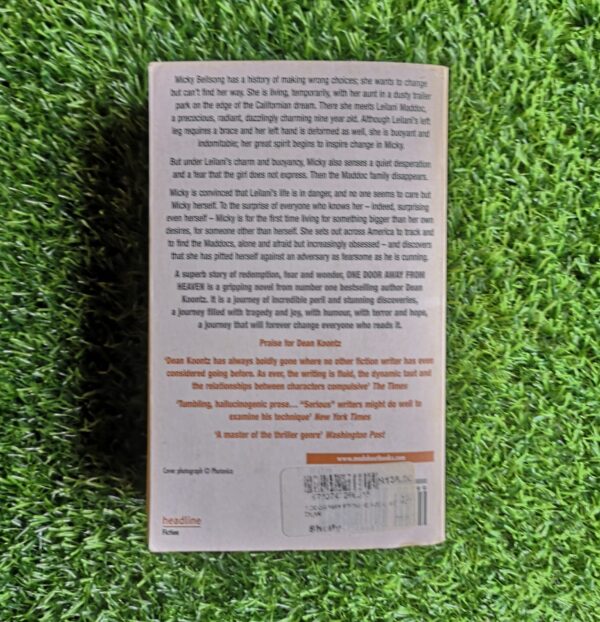 Micky Bellsong has a history of making wrong choices; she wants to change
but can't find her way. She is living, temporarily, with her aunt in a dusty trailer
park on the edge of the Californian dream. There she meets Leilani Maddoc,
a precocious, radiant, dazzlingly charming nine year old. Although Leilani's left
leg requires a brace and her left hand is deformed as well, she is buoyant and
indomitable; her great spirit begins to inspire change in Micky.
But under Leilani's charm and buoyancy, Micky also senses a quiet desperation
and a fear that the girl does not express. Then the Maddoc family disappears.
Micky is convinced that Leilani's life is in danger, and no one seems to care but
Micky herself. To the surprise of everyone who knows her – indeed, surprising
even herself – Micky is for the first time living for something bigger than her own
desires, for someone other than herself. She sets out across America to track and
to find the Maddocs, alone and afraid but increasingly obsessed – and discovers
that she has pitted herself against an adversary as fearsome as he is cunning.
A superb story of redemption, fear and wonder, ONE DOOR AWAY FROM
HEAVEN is a gripping novel from number one bestselling author Dean
Koontz. It is a journey of incredible peril and stunning discoveries,
a journey filled with tragedy and joy, with humour, with terror and hope,
a journey that will forever change everyone who reads it.
Praise for Dean Koontz
'Dean Koontz has always boldly gone where no other fiction writer has even
considered going before. As ever, the writing is fluid, the dynamic taut and
the relationships between characters compulsive' The Times
'Tumbling, hallucinogenic prose... "Serious" writers might do well to
examine his technique' New York Times
'A master of the thriller genre' Washington Post
Cover photograph © Photonica
headline
Fiction